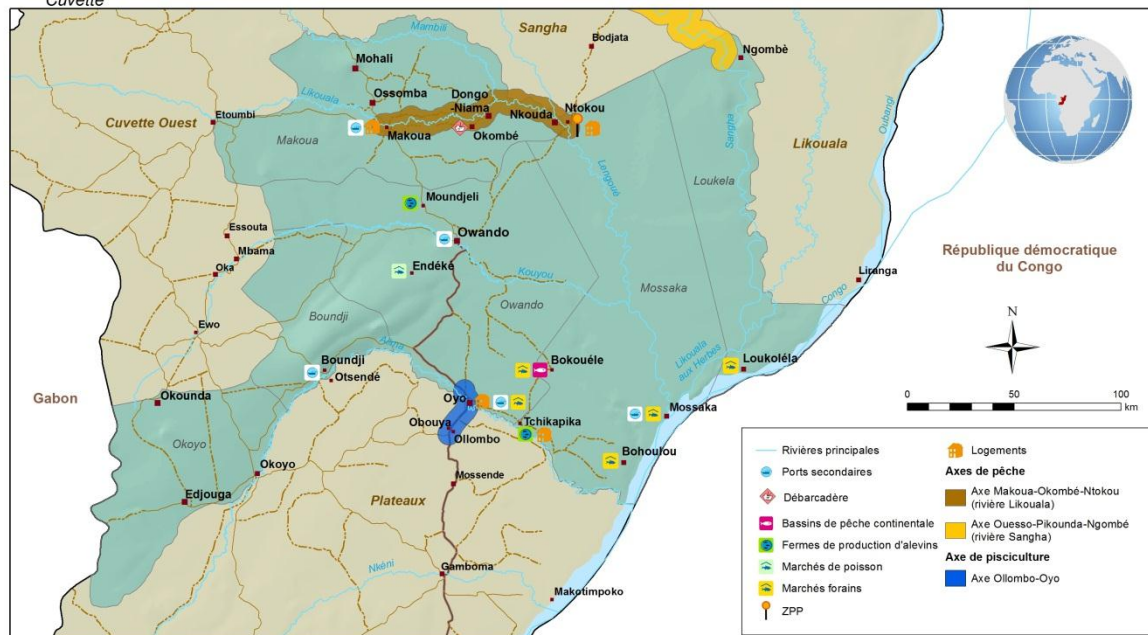 Cuvette
Sangha
Bodjata
Mambili
Mohali
Ngombè
Likouala
Ossomba
Dongo
-Niama
Ntokou
Nkouda
Etoumbi
Cuvette Ouest
Makoua
Makoua
Okombé
Sangha
Oubangi
Likouala
Lengoué
Loukela
Moundjeli
Essouta
Owando
Mbama
Oka
Endéké
Kouyou
République démocratique
du Congo
Liranga
Mossaka
Owando
Congo
N
Boundji
Ewo
Alima
Likouala
aux Herbes
Boundji
Otsendé
Bokouéle
Loukoléla
Gabon
Okounda
Oyo
0 50 100
km
Obouya
Ollombo
Tchikapika
Mossaka
Okoyo
Bohoulou
Okoyo
Mossende
Edjouga
Plateaux
Gamboma
Nkéni
Makotimpoko
Rivières principales
Ports secondaires
Débarcadère
Bassins de pêche continentale
Fermes de production d'alevins
Marchés de poisson
Marchés forains
ZPP
Logements
Axes de pêche
Axe Makoua-Okombé-Ntokou
(rivière Likouala)
Axe Ouesso-Pikounda-Ngombé
(rivière Sangha)
Axe de pisciculture
Axe Ollombo-Oyo